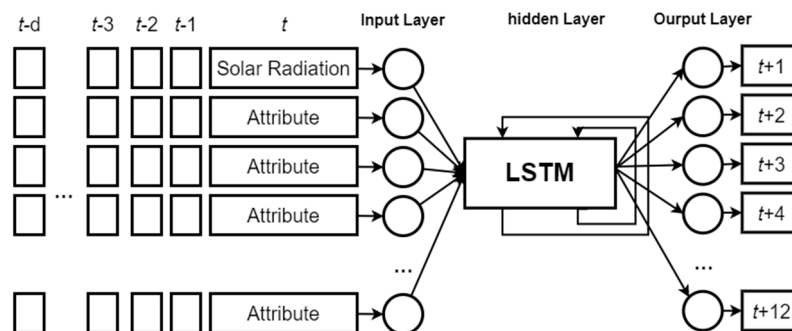 t-d t-3 t-2 t-1 t Input Layer hidden Layer Ouput Layer
Solar Radiation t+1
Attribute t+2
Attribute LSTM t+3
... Attribute t+4
... ...
Attribute t+12